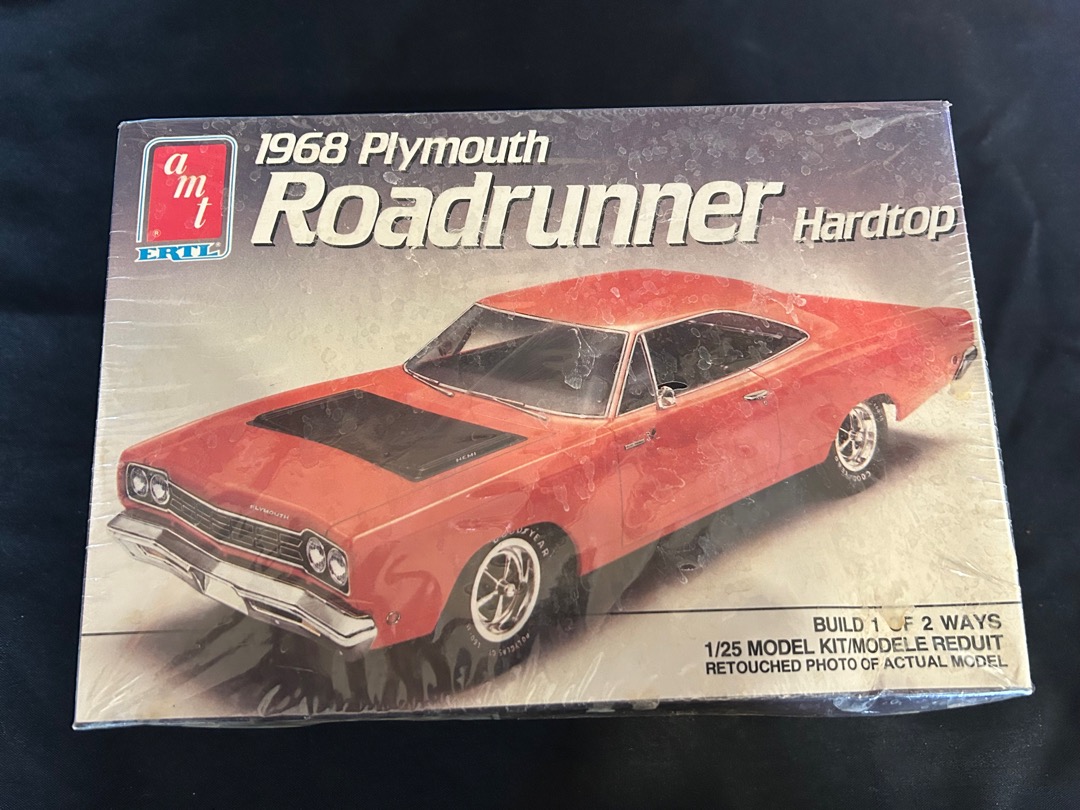 amt
ERTL
1968 Plymouth
Roadrunner Hardtop
HEMI
PLYMOUTH
GOODYEAR
BUILD 1 OF 2 WAYS
1/25 MODEL KIT/MODELE REDUIT
RETOUCHED PHOTO OF ACTUAL MODEL